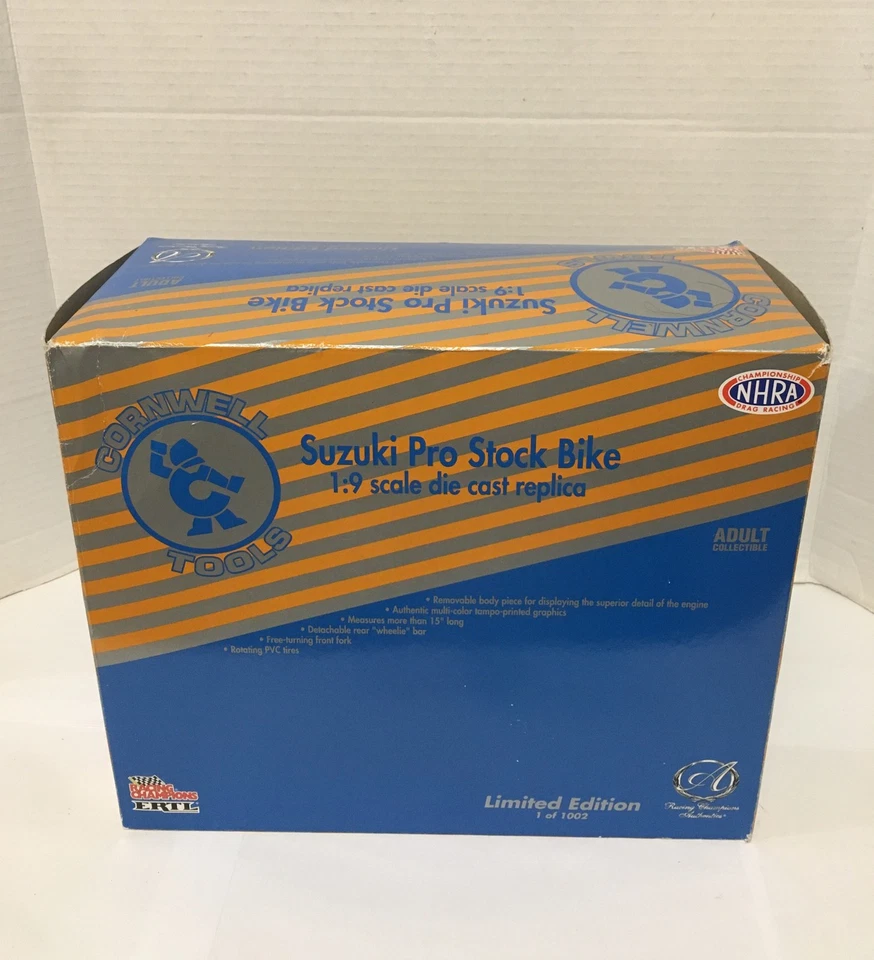 Suzuki Pro Stock Bike
1:9 scale die cast replica
ADULT
CORNWELL
TOOLS
CHAMPIONSHIP
NHRA
DRAG RACING
CORNWELL
TOOLS
Suzuki Pro Stock Bike
1:9 scale die cast replica
ADULT
COLLECTIBLE
• Removable body piece for displaying the superior detail of the engine
• Authentic multi-color tampo-printed graphics
• Measures more than 15" long
• Detachable rear "wheelie" bar
• Free-turning front fork
• Rotating PVC tires
RACING
CHAMPIONS
ERTL
Limited Edition
1 of 1002
A
Racing Champions
Authentics